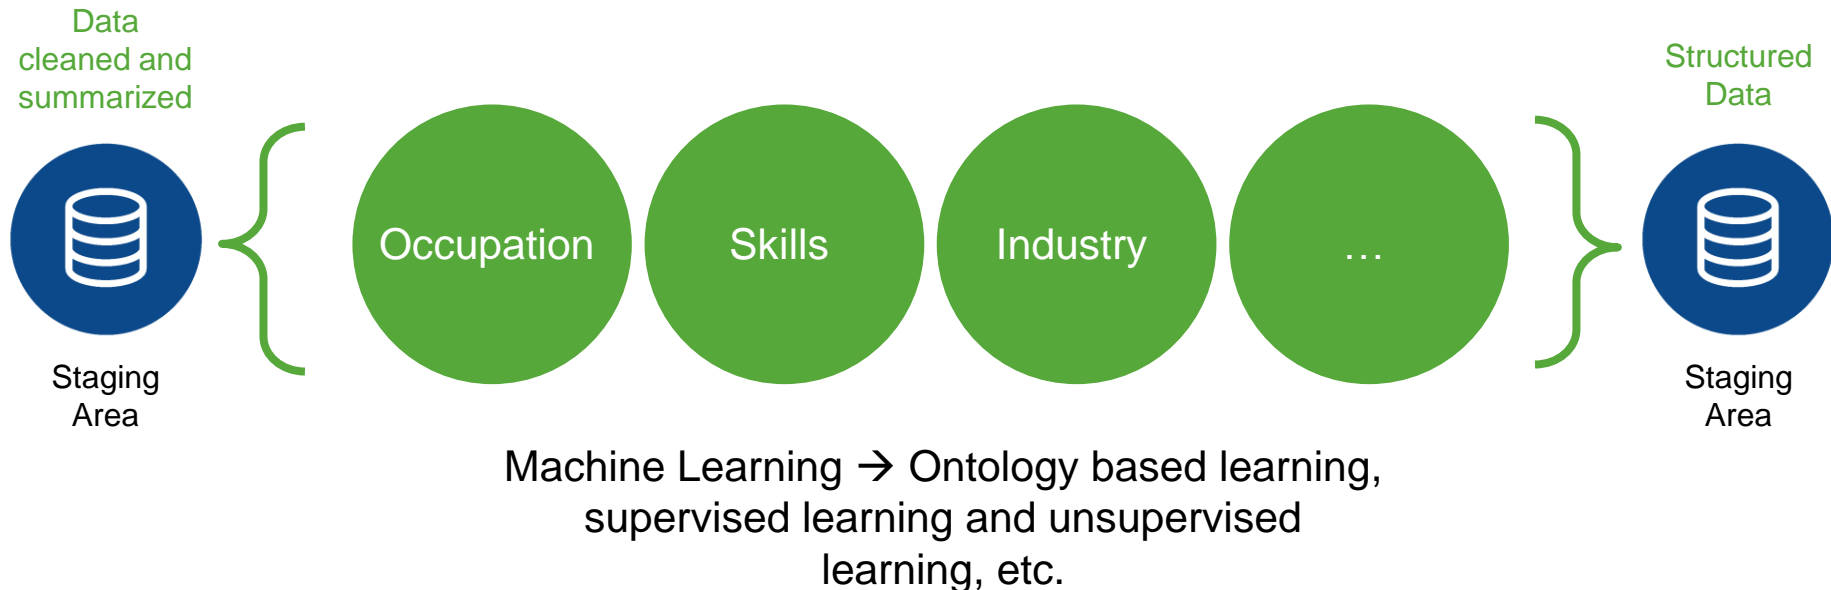 Data
cleaned and
summarized
Staging
Area
Occupation
Skills
Industry
…
Structured
Data
Staging
Area
Machine Learning → Ontology based learning,
supervised learning and unsupervised
learning, etc.